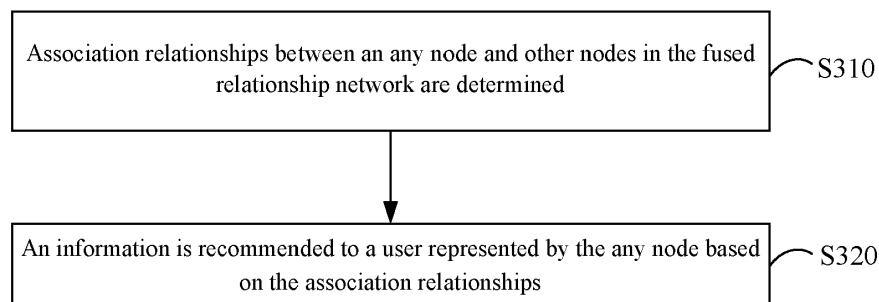 Association relationships between an any node and other nodes in the fused
relationship network are determined
S310
An information is recommended to a user represented by the any node based
on the association relationships
S320